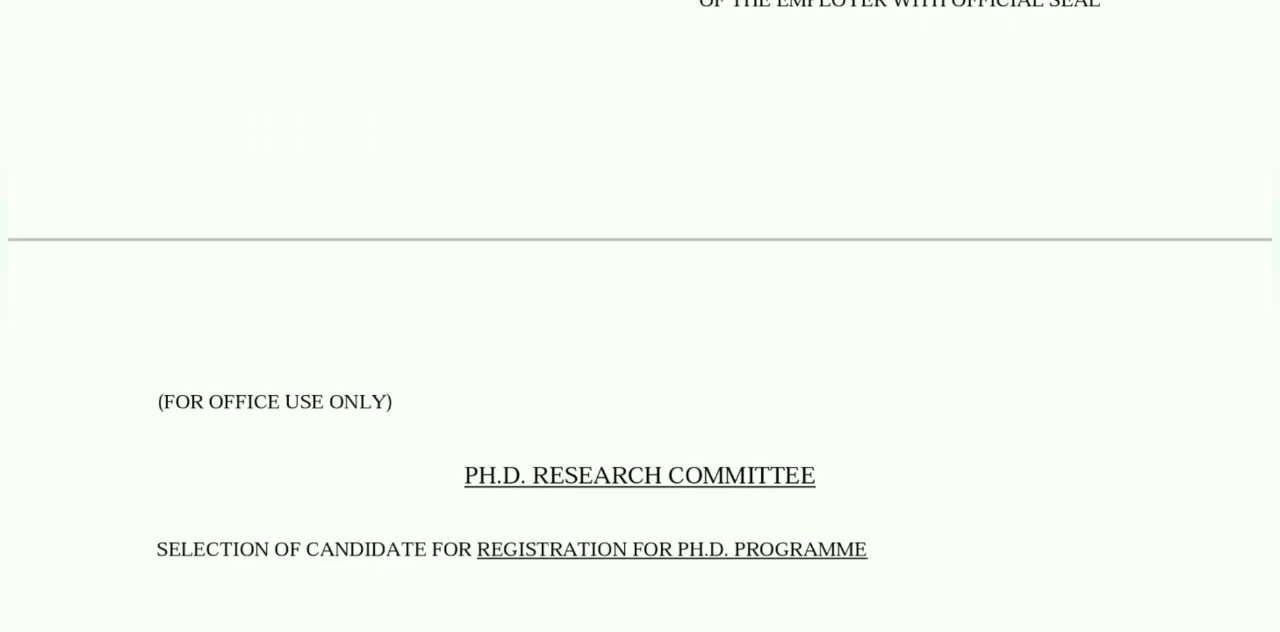 OF THE EMPLOYER WITH OFFICIAL SEAL
(FOR OFFICE USE ONLY)
PH.D. RESEARCH COMMITTEE
SELECTION OF CANDIDATE FOR REGISTRATION FOR PH.D. PROGRAMME